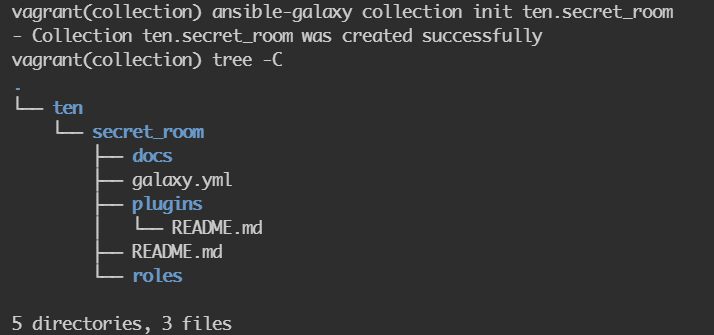 vagrant(collection) ansible-galaxy collection init ten.secret_room
- Collection ten.secret_room was created successfully
vagrant(collection) tree -C
.
└── ten
    └── secret_room
        ├── docs
        ├── galaxy.yml
        ├── plugins
        │   └── README.md
        ├── README.md
        └── roles

5 directories, 3 files